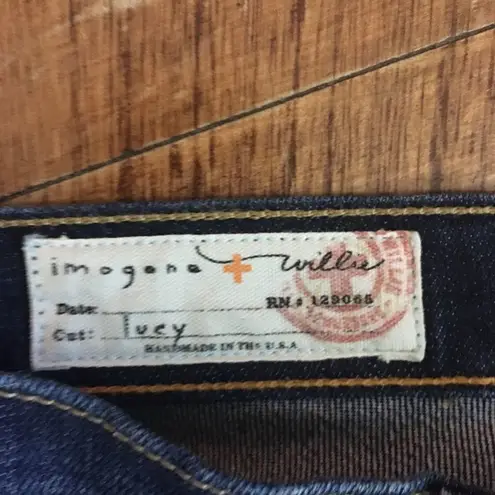 imogene + willie
Date: RN # 129065
Cut: Lucy
HANDMADE IN THE U.S.A